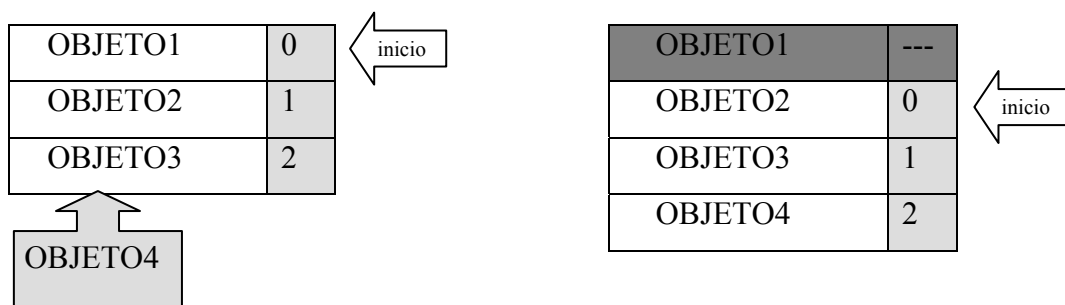 OBJETO1 0 inicio
OBJETO2 1
OBJETO3 2
OBJETO4
OBJETO1 ---
OBJETO2 0 inicio
OBJETO3 1
OBJETO4 2